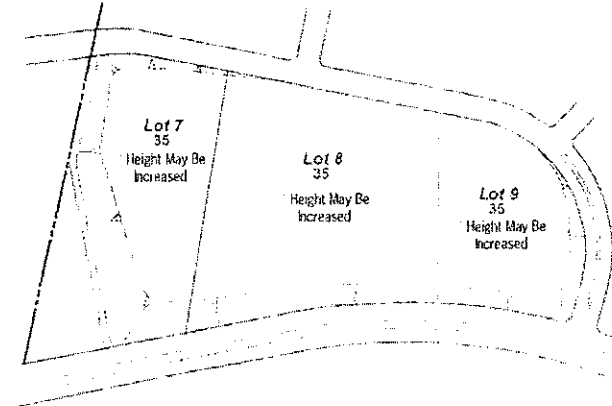 Lot 7
35
Height May Be
Increased
Lot 8
35
Height May Be
Increased
Lot 9
35
Height May Be
Increased